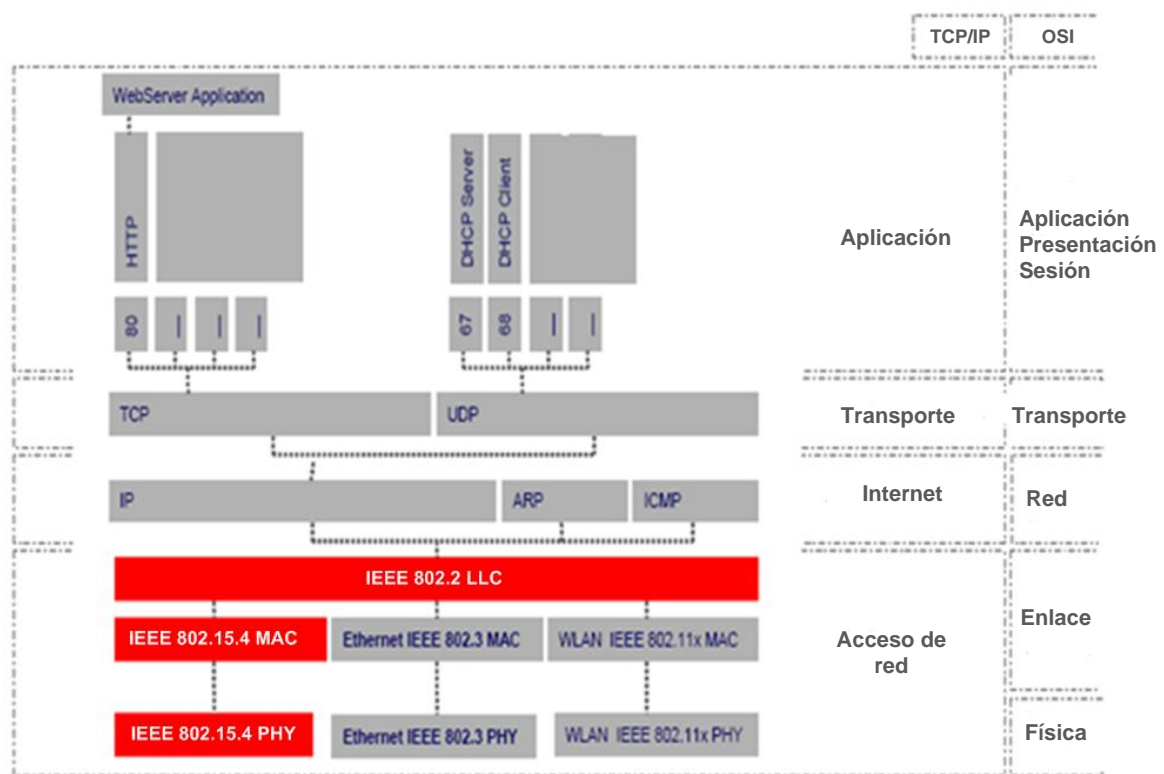 TCP/IP OSI
WebServer Application
HTTP
DHCP Server
DHCP Client
Aplicación
Aplicación
Presentación
Sesión
80
67
68
TCP
UDP
Transporte
Transporte
IP
ARP
ICMP
Internet
Red
IEEE 802.2 LLC
IEEE 802.15.4 MAC
Ethernet IEEE 802.3 MAC
WLAN IEEE 802.11x MAC
Acceso de
red
Enlace
IEEE 802.15.4 PHY
Ethernet IEEE 802.3 PHY
WLAN IEEE 802.11x PHY
Física